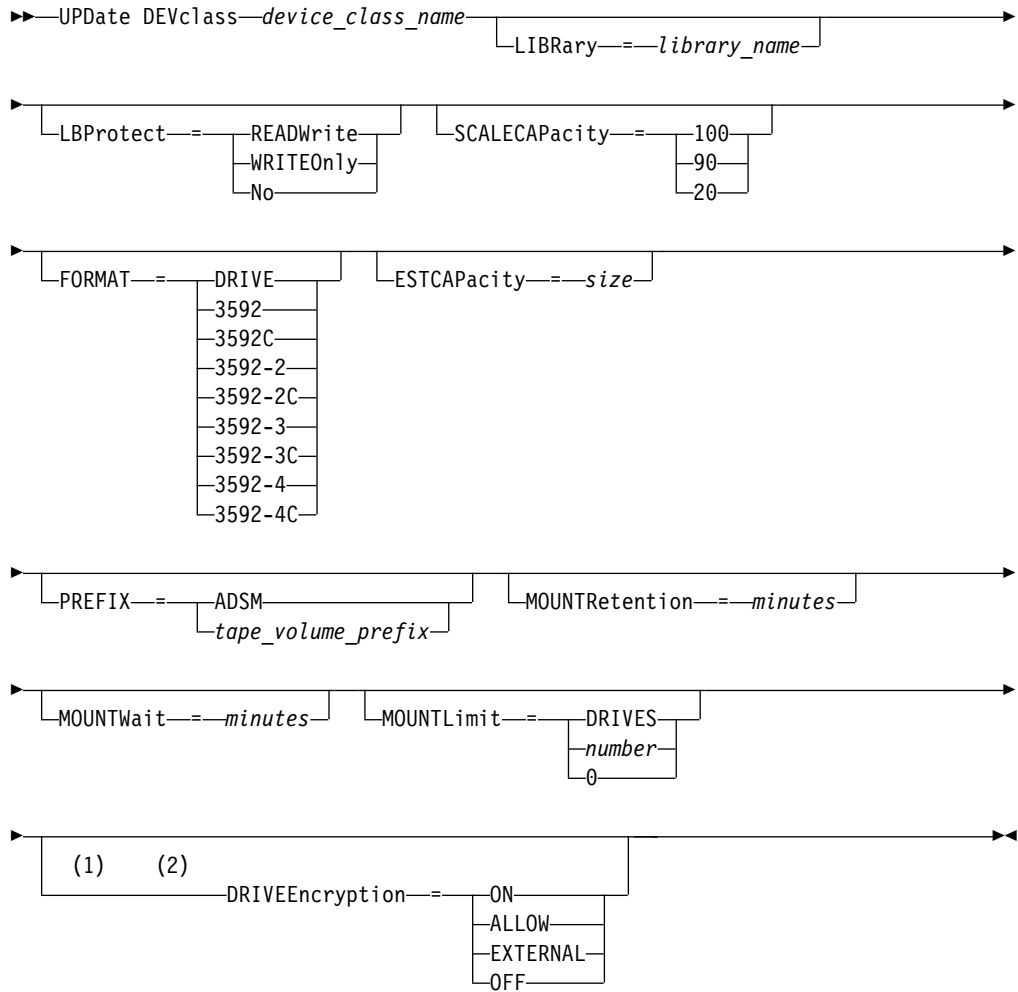 UPDate DEVclass device_class_name
LIBRary = library_name
LBProtect = READWrite
WRITEOnly
No
SCALECAPacity = 100
90
20
FORMAT = DRIVE
3592
3592C
3592-2
3592-2C
3592-3
3592-3C
3592-4
3592-4C
ESTCAPacity = size
PREFIX = ADSM
tape_volume_prefix
MOUNTRetention = minutes
MOUNTWait = minutes
MOUNTLimit = DRIVES
number
0
(1) (2)
DRIVEEncryption = ON
ALLOW
EXTERNAL
OFF